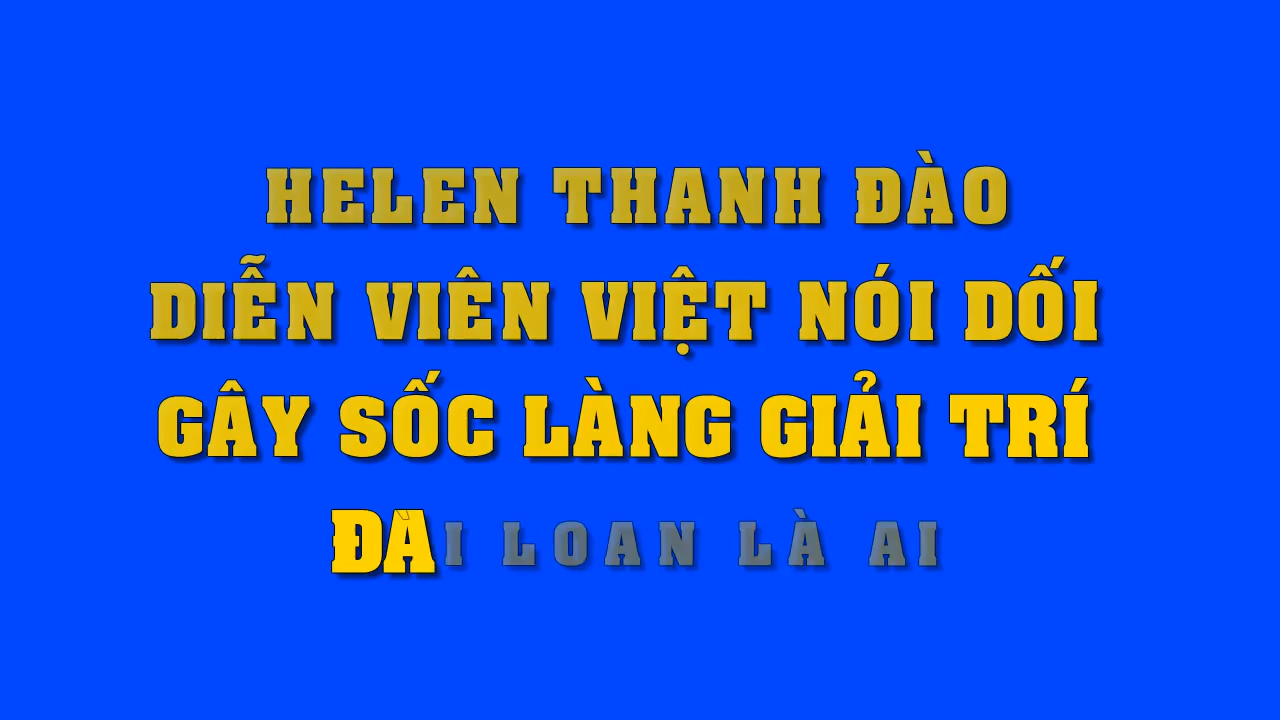 HELEN THANH ĐÀO
DIỄN VIÊN VIỆT NÓI DỐI
GÂY SỐC LÀNG GIẢI TRÍ
ĐÀI LOAN LÀ AI